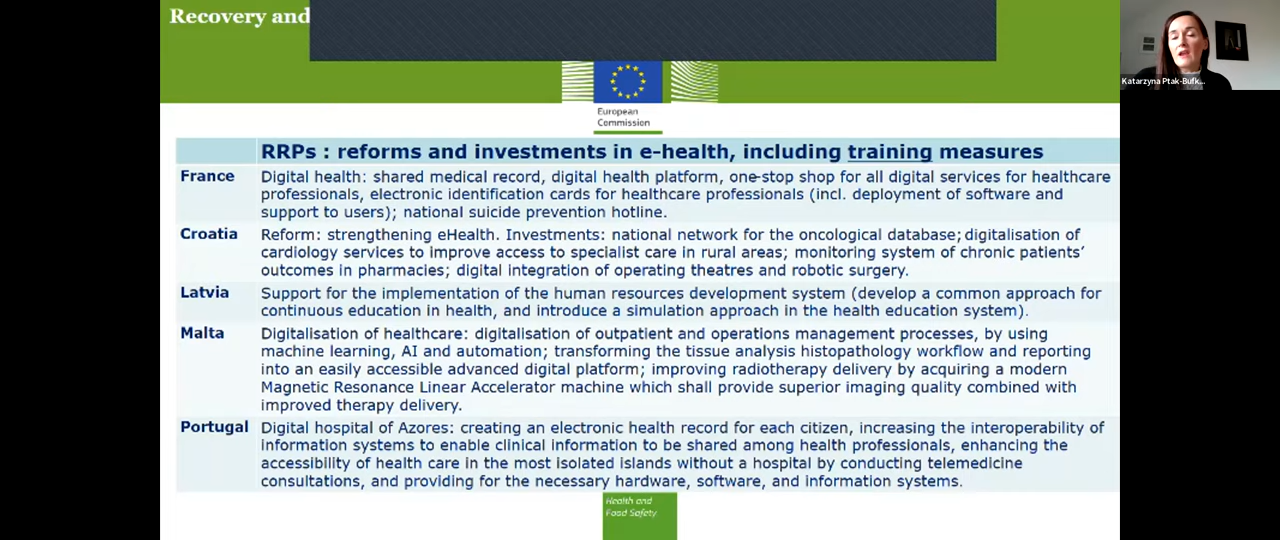 Recovery and
Katarzyna Ptak-Bufk...
European
Commission
RRPs : reforms and investments in e-health, including training measures
France
Digital health: shared medical record, digital health platform, one-stop shop for all digital services for healthcare
professionals, electronic identification cards for healthcare professionals (incl. deployment of software and
support to users); national suicide prevention hotline.
Croatia
Reform: strengthening eHealth. Investments: national network for the oncological database; digitalisation of
cardiology services to improve access to specialist care in rural areas; monitoring system of chronic patients’
outcomes in pharmacies; digital integration of operating theatres and robotic surgery.
Latvia
Support for the implementation of the human resources development system (develop a common approach for
continuous education in health, and introduce a simulation approach in the health education system).
Malta
Digitalisation of healthcare: digitalisation of outpatient and operations management processes, by using
machine learning, AI and automation; transforming the tissue analysis histopathology workflow and reporting
into an easily accessible advanced digital platform; improving radiotherapy delivery by acquiring a modern
Magnetic Resonance Linear Accelerator machine which shall provide superior imaging quality combined with
improved therapy delivery.
Portugal
Digital hospital of Azores: creating an electronic health record for each citizen, increasing the interoperability of
information systems to enable clinical information to be shared among health professionals, enhancing the
accessibility of health care in the most isolated islands without a hospital by conducting telemedicine
consultations, and providing for the necessary hardware, software, and information systems.
Health and
Food Safety